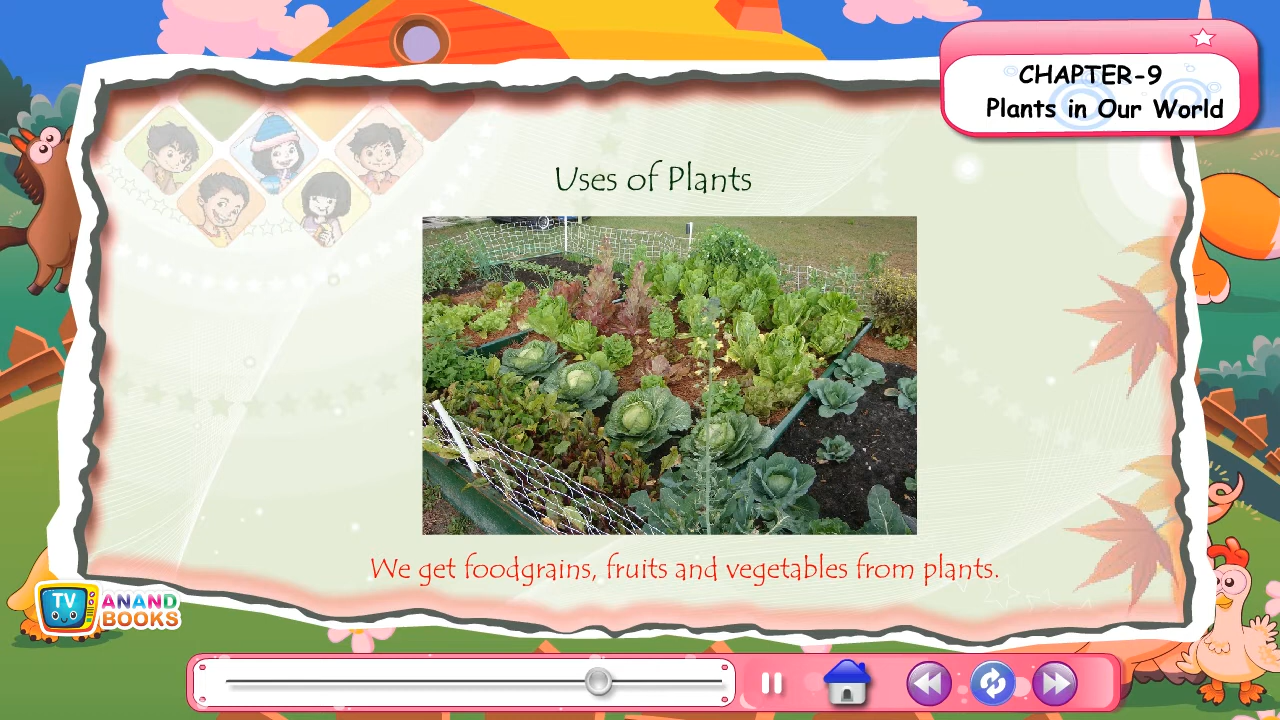 CHAPTER-9
Plants in Our World
Uses of Plants
We get foodgrains, fruits and vegetables from plants.
TV
ANAND
BOOKS